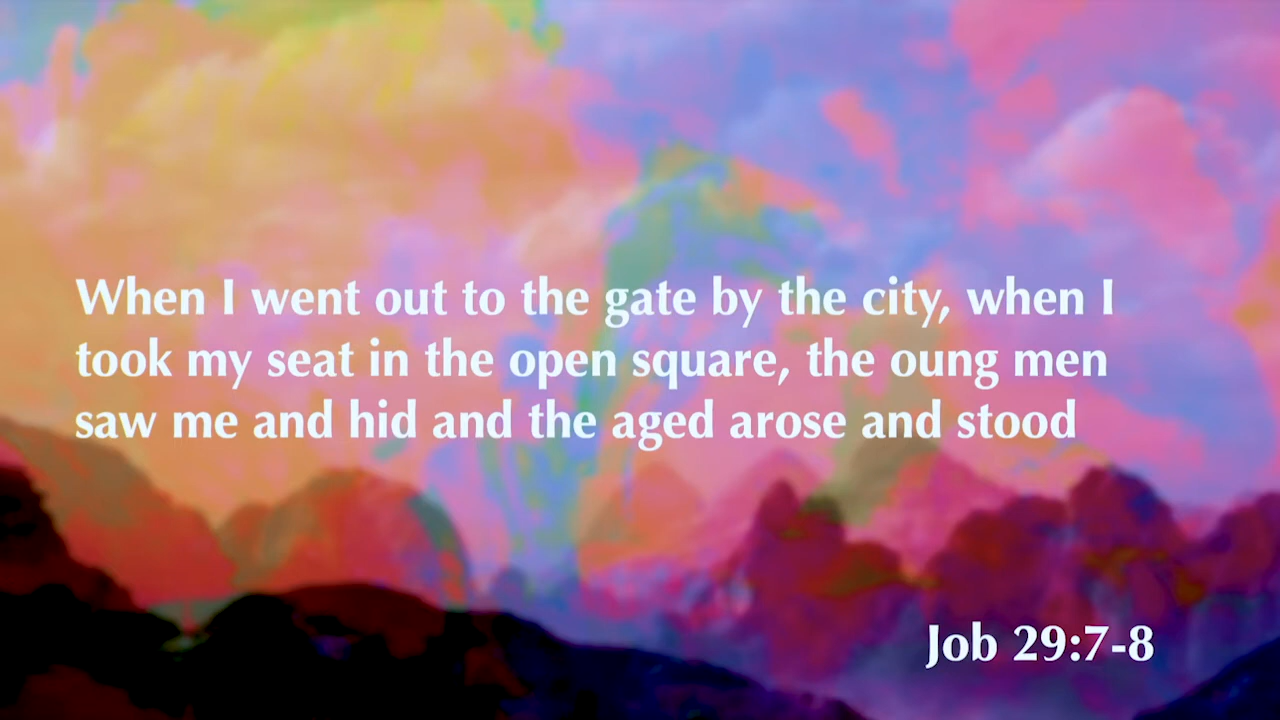 When I went out to the gate by the city, when I
took my seat in the open square, the oung men
saw me and hid and the aged arose and stood
Job 29:7-8